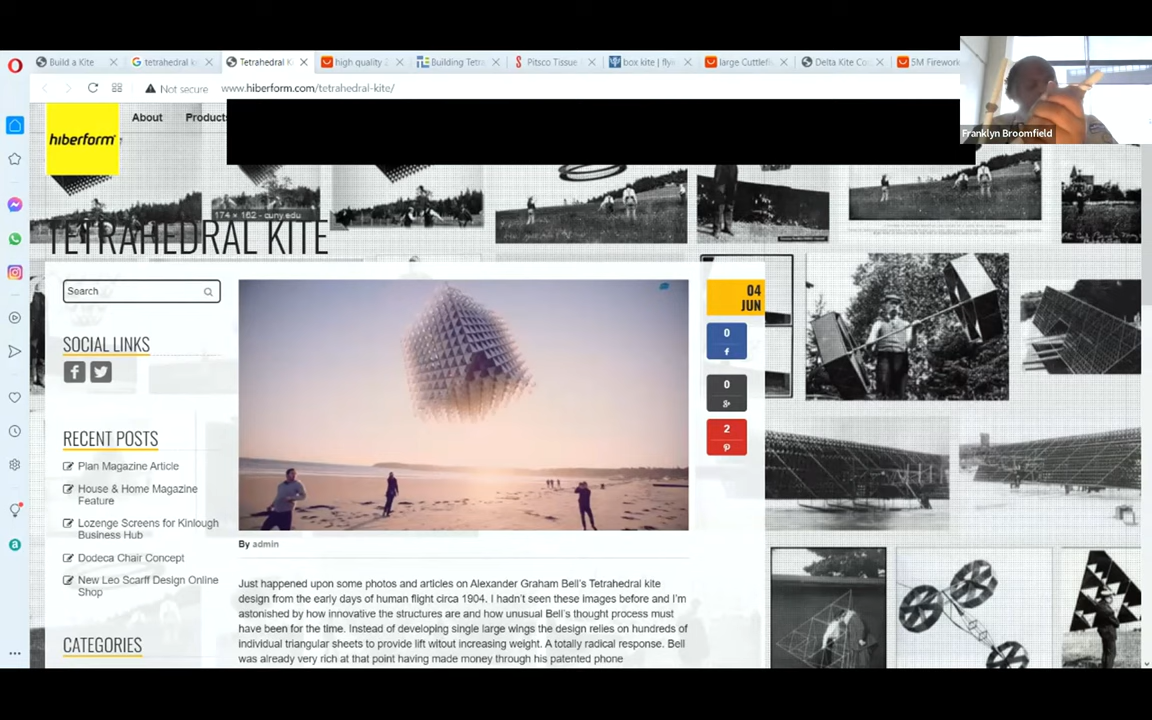 Build a Kite
tetrahedral k
Tetrahedral K
high quality 2
Building Tetr
Pitsco Tissue
box kite | flyi
large Cuttlefi
Delta Kite Co
5M Firework
Not secure
www.hiberform.com/tetrahedral-kite/
Franklyn Broomfield
hiberform
About
Products
174 × 162 - cuny.edu
TETRAHEDRAL KITE
Search
04
JUN
0
0
2
SOCIAL LINKS
RECENT POSTS
Plan Magazine Article
House & Home Magazine
Feature
Lozenge Screens for Kinlough
Business Hub
Dodeca Chair Concept
New Leo Scarff Design Online
Shop
CATEGORIES
By admin
Just happened upon some photos and articles on Alexander Graham Bell's Tetrahedral kite
design from the early days of human flight circa 1904. I hadn't seen these images before and I'm
astonished by how innovative the structures are and how unusual Bell's thought process must
have been for the time. Instead of developing single large wings the design relies on hundreds of
individual triangular sheets to provide lift witout increasing weight. A totally radical response. Bell
was already very rich at that point having made money through his patented phone